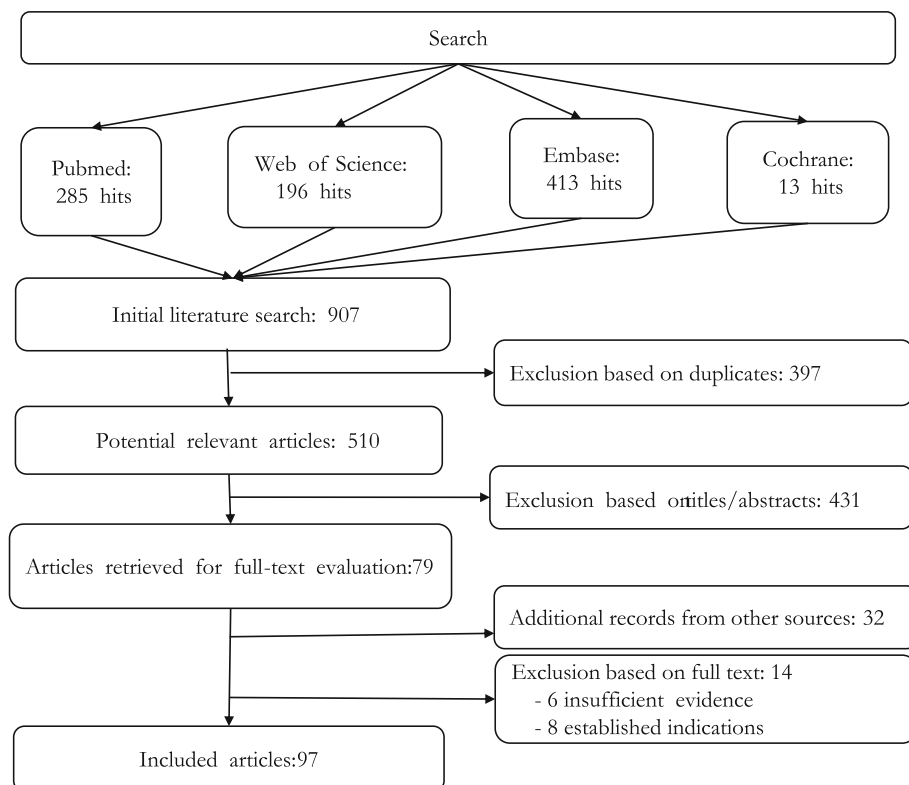 Search
Pubmed:
285 hits
Web of Science:
196 hits
Embase:
413 hits
Cochrane:
13 hits
Initial literature search: 907
Exclusion based on duplicates: 397
Potential relevant articles: 510
Exclusion based ontitles/abstracts: 431
Articles retrieved for full-text evaluation:79
Additional records from other sources: 32
Exclusion based on full text: 14
- 6 insufficient evidence
- 8 established indications
Included articles:97